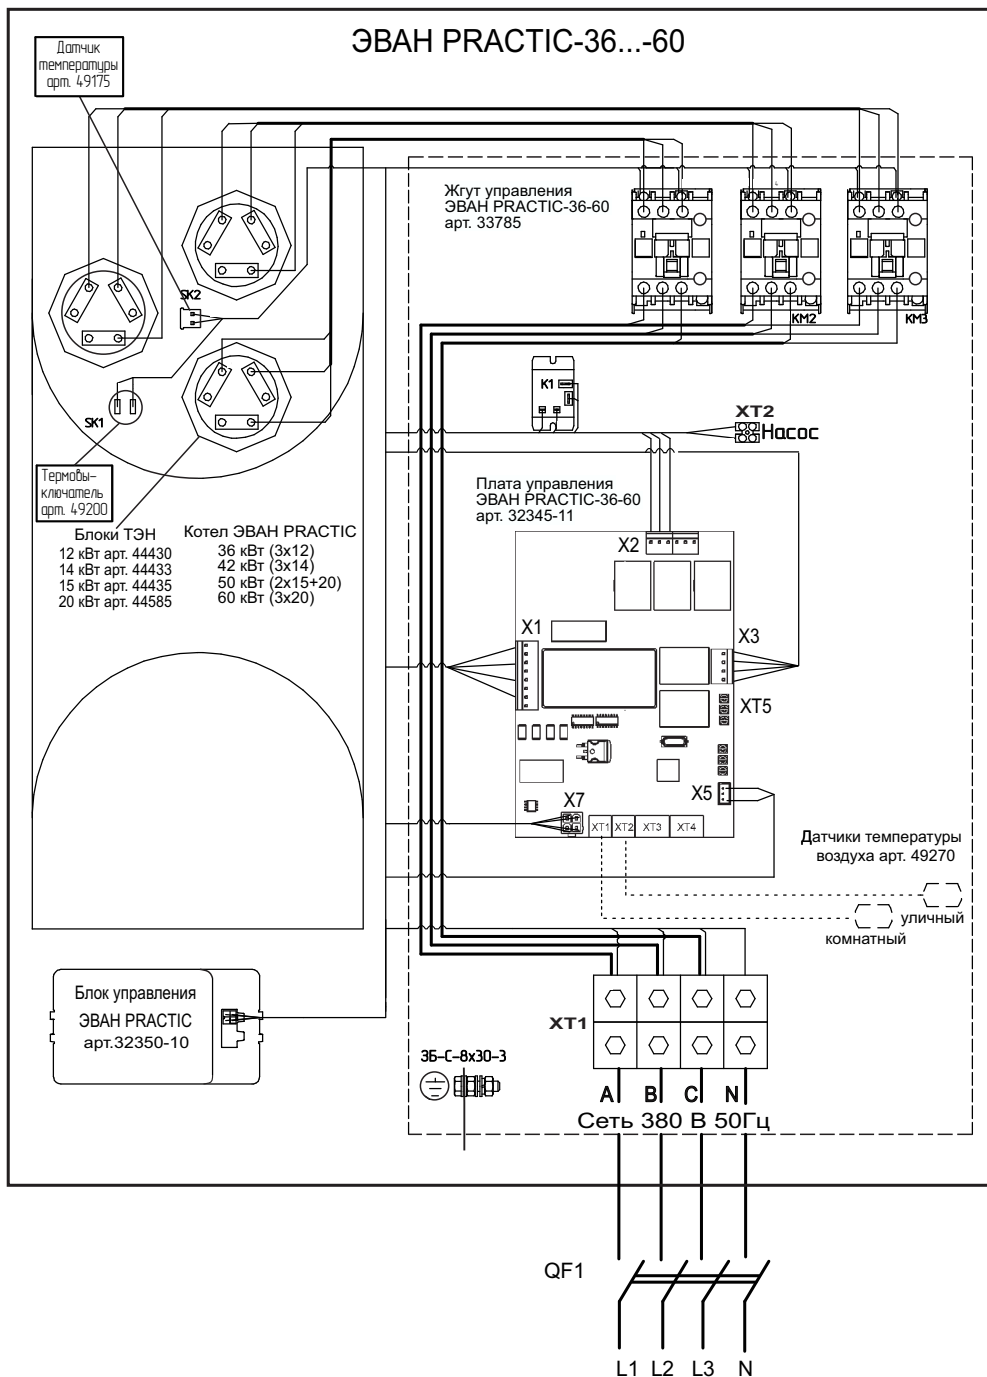 ЭВАН PRACTIC-36...-60
Датчик
температуры
арт. 49175
Жгут управления
ЭВАН PRACTIC-36-60
арт. 33785
SK2
KM2
KM3
K1
XT2
Насос
SK1
Термовы-
ключатель
арт. 49200
Блоки ТЭН
12 кВт арт. 44430
14 кВт арт. 44433
15 кВт арт. 44435
20 кВт арт. 44585
Котел ЭВАН PRACTIC
36 кВт (3х12)
42 кВт (3х14)
50 кВт (2х15+20)
60 кВт (3х20)
Плата управления
ЭВАН PRACTIC-36-60
арт. 32345-11
X2
X1
X3
XT5
X5
X7
XT1
XT2
XT3
XT4
Датчики температуры
воздуха арт. 49270
уличный
комнатный
Блок управления
ЭВАН PRACTIC
арт.32350-10
XT1
ЗБ-С-8х30-3
A B C N
Сеть 380 В 50Гц
QF1
L1 L2 L3 N